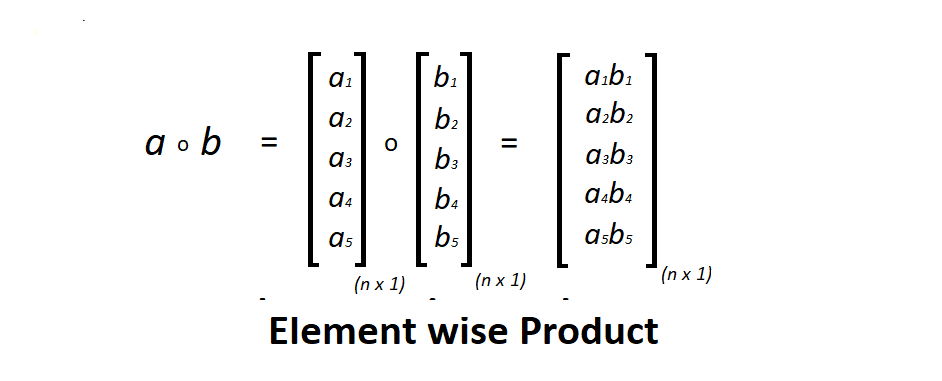 a ∘ b = [ a₁ ] ∘ [ b₁ ] = [ a₁b₁ ]
a₂ b₂ a₂b₂
a₃ b₃ a₃b₃
a₄ b₄ a₄b₄
a₅ b₅ a₅b₅
(n x 1) (n x 1) (n x 1)
Element wise Product